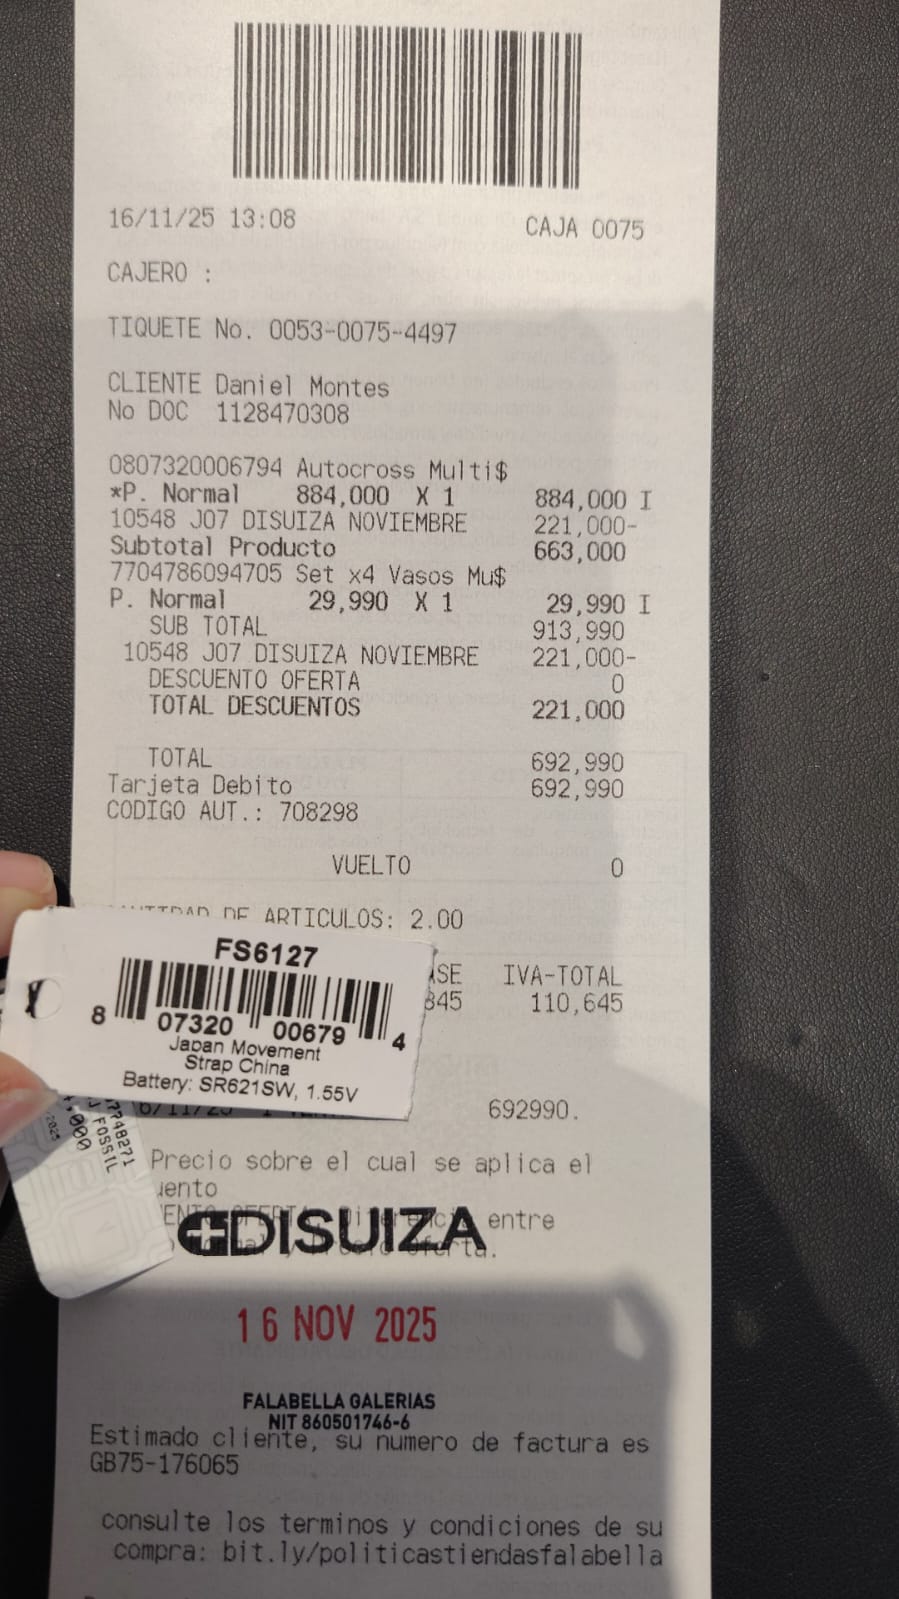 16/11/25 13:08 CAJA 0075
CAJERO :
TIQUETE No. 0053-0075-4497
CLIENTE Daniel Montes
No DOC 1128470308
0807320006794 Autocross Multi$
*P. Normal 884,000 X 1 884,000 I
10548 J07 DISUIZA NOVIEMBRE 221,000-
Subtotal Producto 663,000
7704786094705 Set x4 Vasos Mu$
P. Normal 29,990 X 1 29,990 I
SUB TOTAL 913,990
10548 J07 DISUIZA NOVIEMBRE 221,000-
DESCUENTO OFERTA 0
TOTAL DESCUENTOS 221,000
TOTAL 692,990
Tarjeta Debito 692,990
CODIGO AUT.: 708298
VUELTO 0
DE ARTICULOS: 2.00
ASE IVA-TOTAL
345 110,645
FS6127
8 07320 00679 4
Japan Movement
Strap China
Battery: SR621SW, 1.55V
77748271
FOSSIL
692990.
Precio sobre el cual se aplica el
Diferencia entre
oferta.
DISUIZA
16 NOV 2025
FALABELLA GALERIAS
NIT 860501746-6
Estimado cliente, su numero de factura es
GB75-176065
consulte los terminos y condiciones de su
compra: bit.ly/politicastiendasfalabella